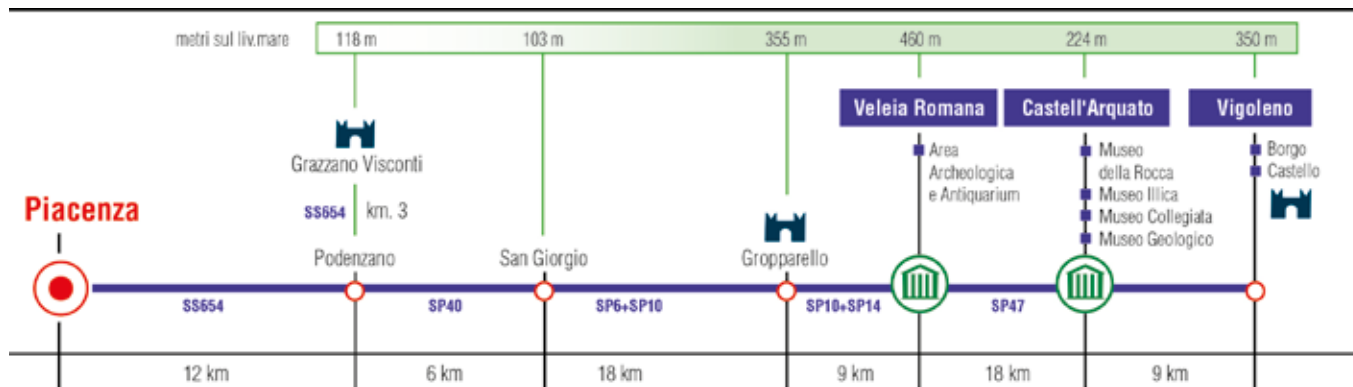 metri sul liv.mare 118 m 103 m 355 m 460 m 224 m 350 m
Veleia Romana Castell'Arquato Vigoleno
Area
Archeologica
e Antiquarium
Museo
della Rocca
Museo Illica
Museo Collegiata
Museo Geologico
Borgo
Castello
Grazzano Visconti
SS654 km. 3
Piacenza
Podenzano San Giorgio Gropparello
SS654 SP40 SP6+SP10 SP10+SP14 SP47
12 km 6 km 18 km 9 km 18 km 9 km